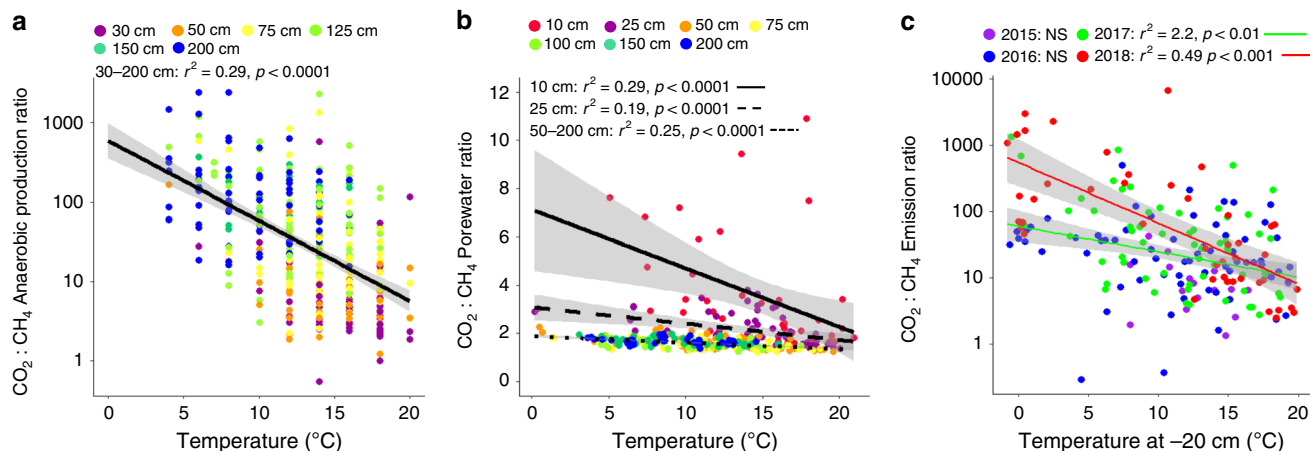 a
30 cm 50 cm 75 cm 125 cm
150 cm 200 cm
30–200 cm: r² = 0.29, p < 0.0001
CO₂ : CH₄ Anaerobic production ratio
1000
100
10
1
0 5 10 15 20
Temperature (°C)
b
10 cm 25 cm 50 cm 75 cm
100 cm 150 cm 200 cm
10 cm: r² = 0.29, p < 0.0001
25 cm: r² = 0.19, p < 0.0001
50–200 cm: r² = 0.25, p < 0.0001
CO₂ : CH₄ Porewater ratio
12
10
8
6
4
2
0
0 5 10 15 20
Temperature (°C)
c
2015: NS 2017: r² = 2.2, p < 0.01
2016: NS 2018: r² = 0.49 p < 0.001
CO₂ : CH₄ Emission ratio
10000
1000
100
10
1
0 5 10 15 20
Temperature at –20 cm (°C)